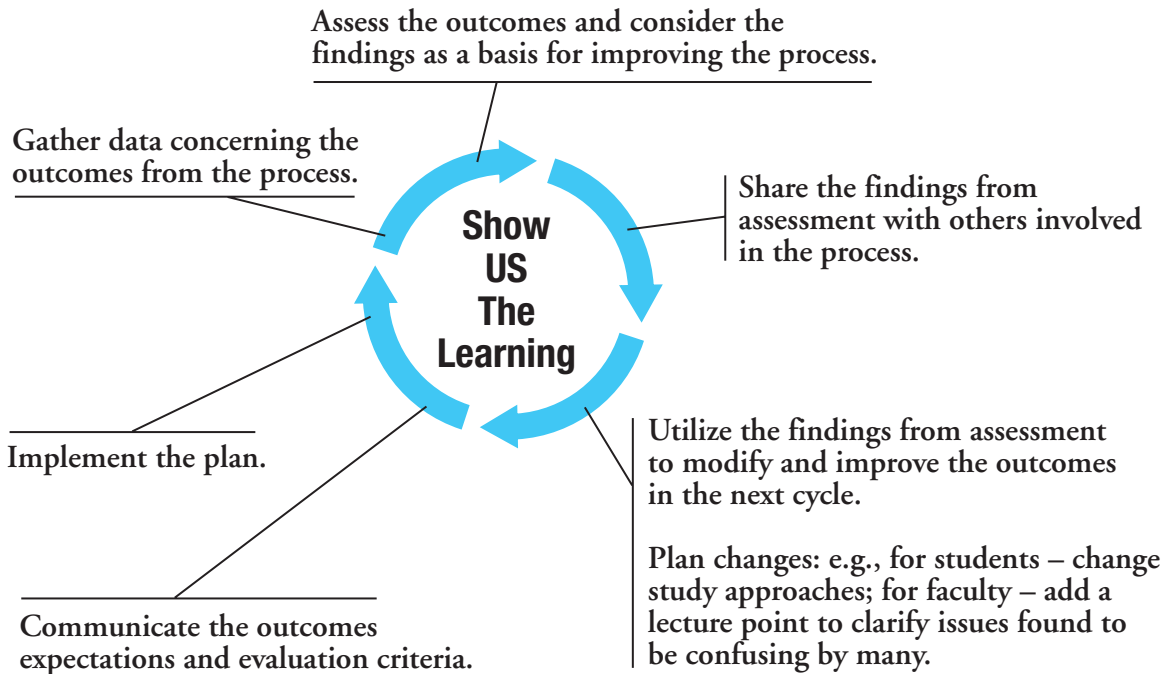 Assess the outcomes and consider the
findings as a basis for improving the process.
Gather data concerning the
outcomes from the process.
Share the findings from
assessment with others involved
in the process.
Show
US
The
Learning
Implement the plan.
Utilize the findings from assessment
to modify and improve the outcomes
in the next cycle.
Plan changes: e.g., for students – change
study approaches; for faculty – add a
lecture point to clarify issues found to
be confusing by many.
Communicate the outcomes
expectations and evaluation criteria.